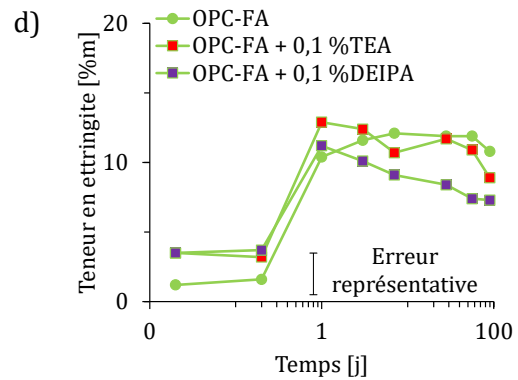 d)
OPC-FA
OPC-FA + 0,1 %TEA
OPC-FA + 0,1 %DEIPA
Teneur en ettringite [%m]
20
10
0
Erreur
représentative
0
1
100
Temps [j]